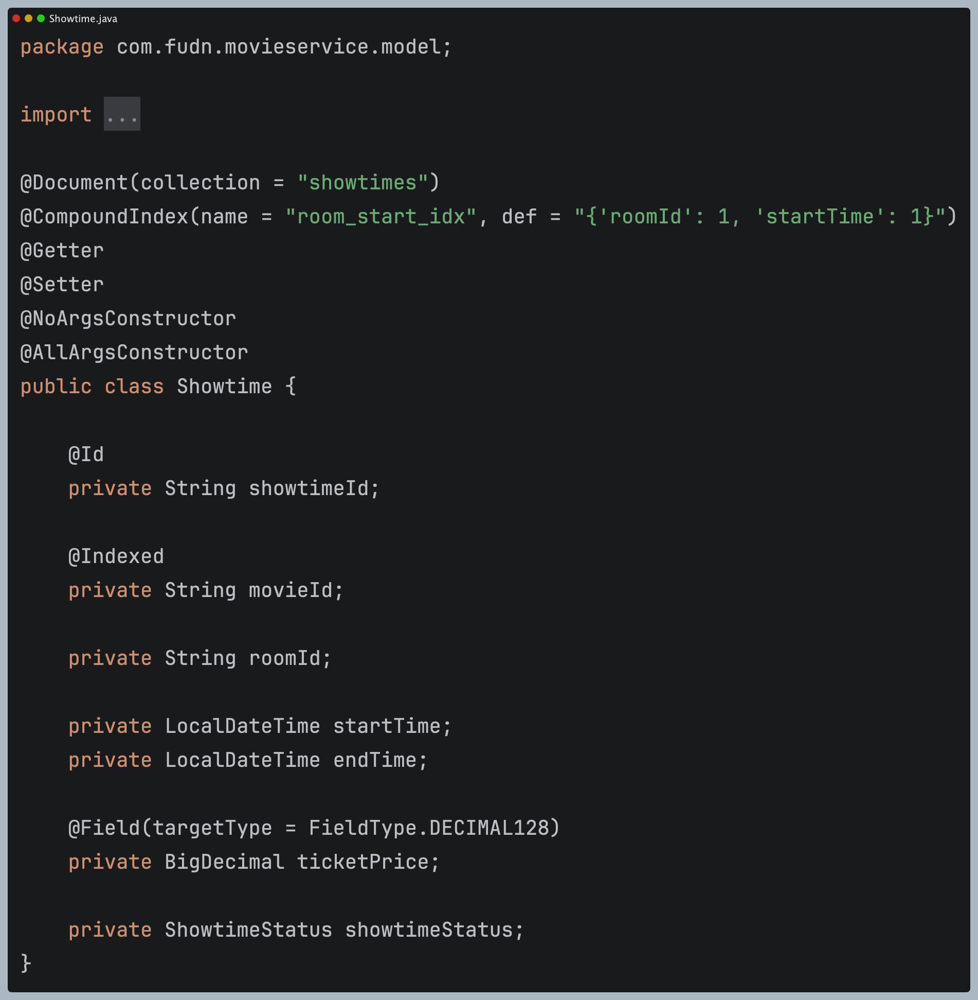 Showtime.java
package com.fudn.movieservice.model;
import ...
@Document(collection = "showtimes")
@CompoundIndex(name = "room_start_idx", def = "{'roomId': 1, 'startTime': 1}")
@Getter
@Setter
@NoArgsConstructor
@AllArgsConstructor
public class Showtime {
    @Id
    private String showtimeId;
    @Indexed
    private String movieId;
    private String roomId;
    private LocalDateTime startTime;
    private LocalDateTime endTime;
    @Field(targetType = FieldType.DECIMAL128)
    private BigDecimal ticketPrice;
    private ShowtimeStatus showtimeStatus;
}